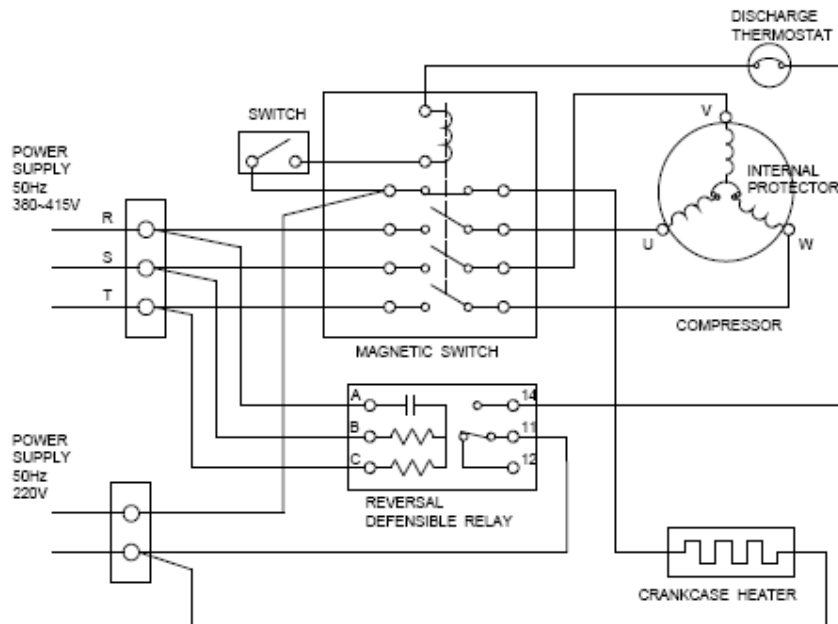 DISCHARGE
THERMOSTAT
SWITCH
V
POWER
SUPPLY
50Hz
380~415V
INTERNAL
PROTECTOR
R
S
T
U
W
COMPRESSOR
MAGNETIC SWITCH
A
14
B
11
C
12
POWER
SUPPLY
50Hz
220V
REVERSAL
DEFENSIBLE RELAY
CRANKCASE HEATER